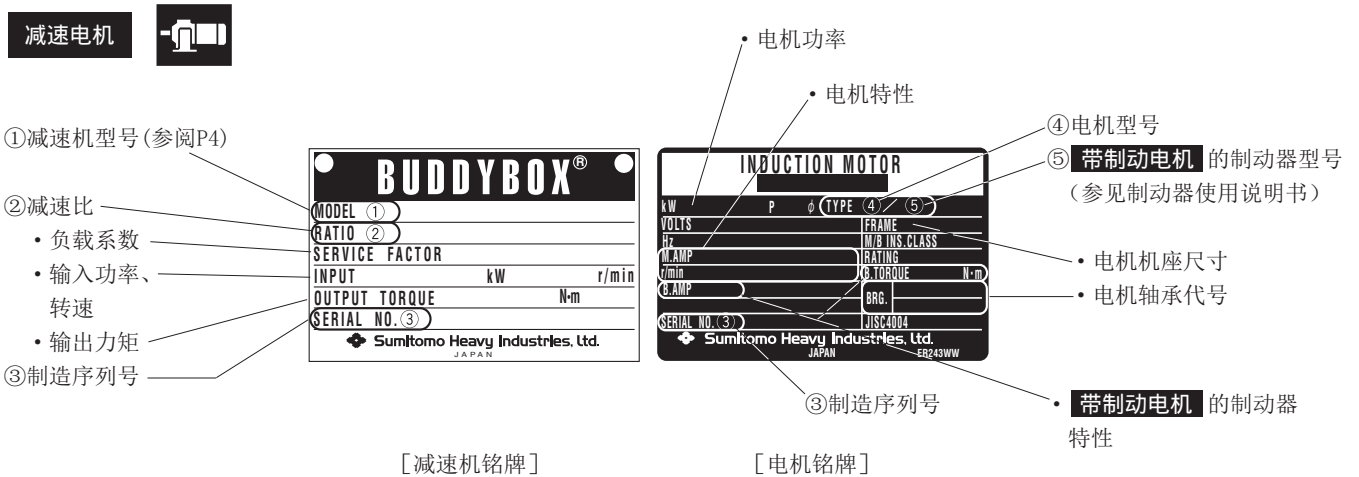 减速电机
①减速机型号(参阅P4)
②减速比
•负载系数
•输入功率、
转速
•输出力矩
③制造序列号
BUDDYBOX®
MODEL ①
RATIO ②
SERVICE FACTOR
INPUT kW r/min
OUTPUT TORQUE N•m
SERIAL NO.③
Sumitomo Heavy Industries, Ltd.
JAPAN
[减速机铭牌]
•电机功率
•电机特性
INDUCTION MOTOR
kW P ϕ TYPE ④ / ⑤
VOLTS FRAME
Hz M/B INS.CLASS
M.AMP RATING
r/min B.TORQUE N•m
B.AMP BRG.
SERIAL NO.③ JISC4004
Sumitomo Heavy Industries, Ltd.
JAPAN ER243WW
④电机型号
⑤ 带制动电机 的制动器型号
(参见制动器使用说明书)
•电机机座尺寸
•电机轴承代号
③制造序列号
• 带制动电机 的制动器
特性
[电机铭牌]